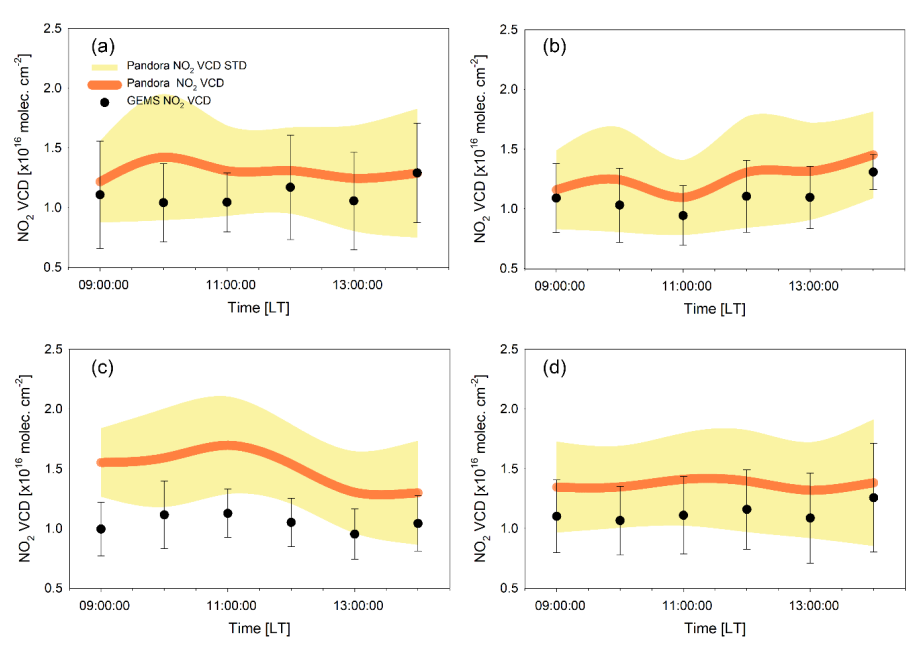 (a)
Pandora NO2 VCD STD
Pandora NO2 VCD
GEMS NO2 VCD
2.5
2.0
1.5
1.0
0.5
NO2 VCD [x10^16 molec. cm^-2]
09:00:00 11:00:00 13:00:00
Time [LT]
(b)
2.5
2.0
1.5
1.0
0.5
NO2 VCD [x10^16 molec. cm^-2]
09:00:00 11:00:00 13:00:00
Time [LT]
(c)
2.5
2.0
1.5
1.0
0.5
NO2 VCD [x10^16 molec. cm^-2]
09:00:00 11:00:00 13:00:00
Time [LT]
(d)
2.5
2.0
1.5
1.0
0.5
NO2 VCD [x10^16 molec. cm^-2]
09:00:00 11:00:00 13:00:00
Time [LT]